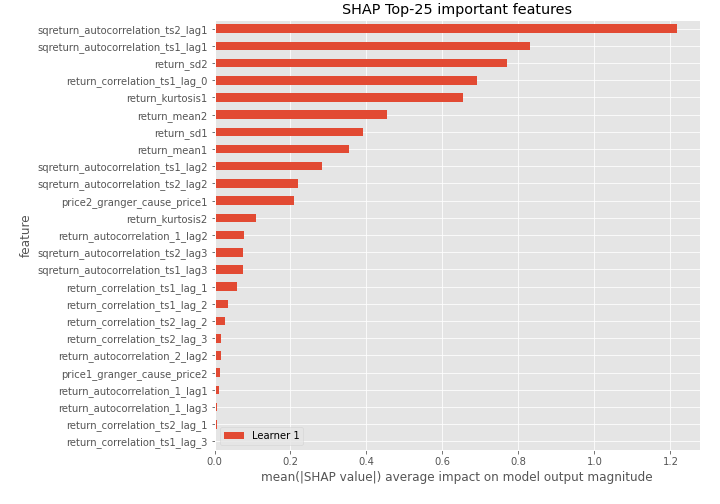 SHAP Top-25 important features
sqreturn_autocorrelation_ts2_lag1
sqreturn_autocorrelation_ts1_lag1
return_sd2
return_correlation_ts1_lag_0
return_kurtosis1
return_mean2
return_sd1
return_mean1
sqreturn_autocorrelation_ts1_lag2
sqreturn_autocorrelation_ts2_lag2
price2_granger_cause_price1
return_kurtosis2
return_autocorrelation_1_lag2
sqreturn_autocorrelation_ts2_lag3
sqreturn_autocorrelation_ts1_lag3
return_correlation_ts1_lag_1
return_correlation_ts1_lag_2
return_correlation_ts2_lag_2
return_correlation_ts2_lag_3
return_autocorrelation_2_lag2
price1_granger_cause_price2
return_autocorrelation_1_lag1
return_autocorrelation_1_lag3
return_correlation_ts2_lag_1
return_correlation_ts1_lag_3
feature
Learner 1
0.0 0.2 0.4 0.6 0.8 1.0 1.2
mean(|SHAP value|) average impact on model output magnitude